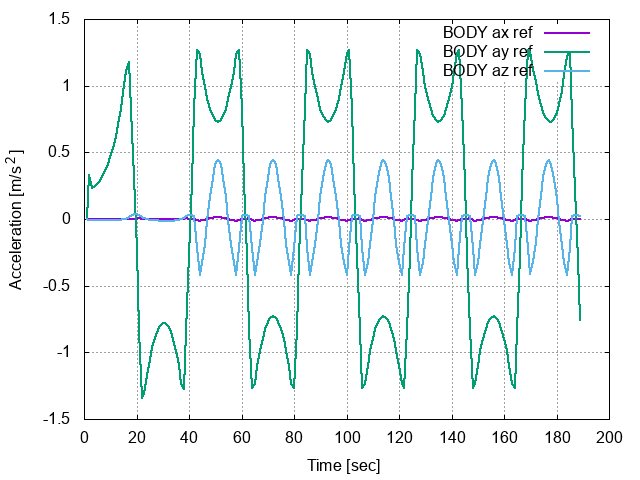 BODY ax ref
BODY ay ref
BODY az ref
1.5
1
0.5
0
-0.5
-1
-1.5
Acceleration [m/s²]
0 20 40 60 80 100 120 140 160 180 200
Time [sec]